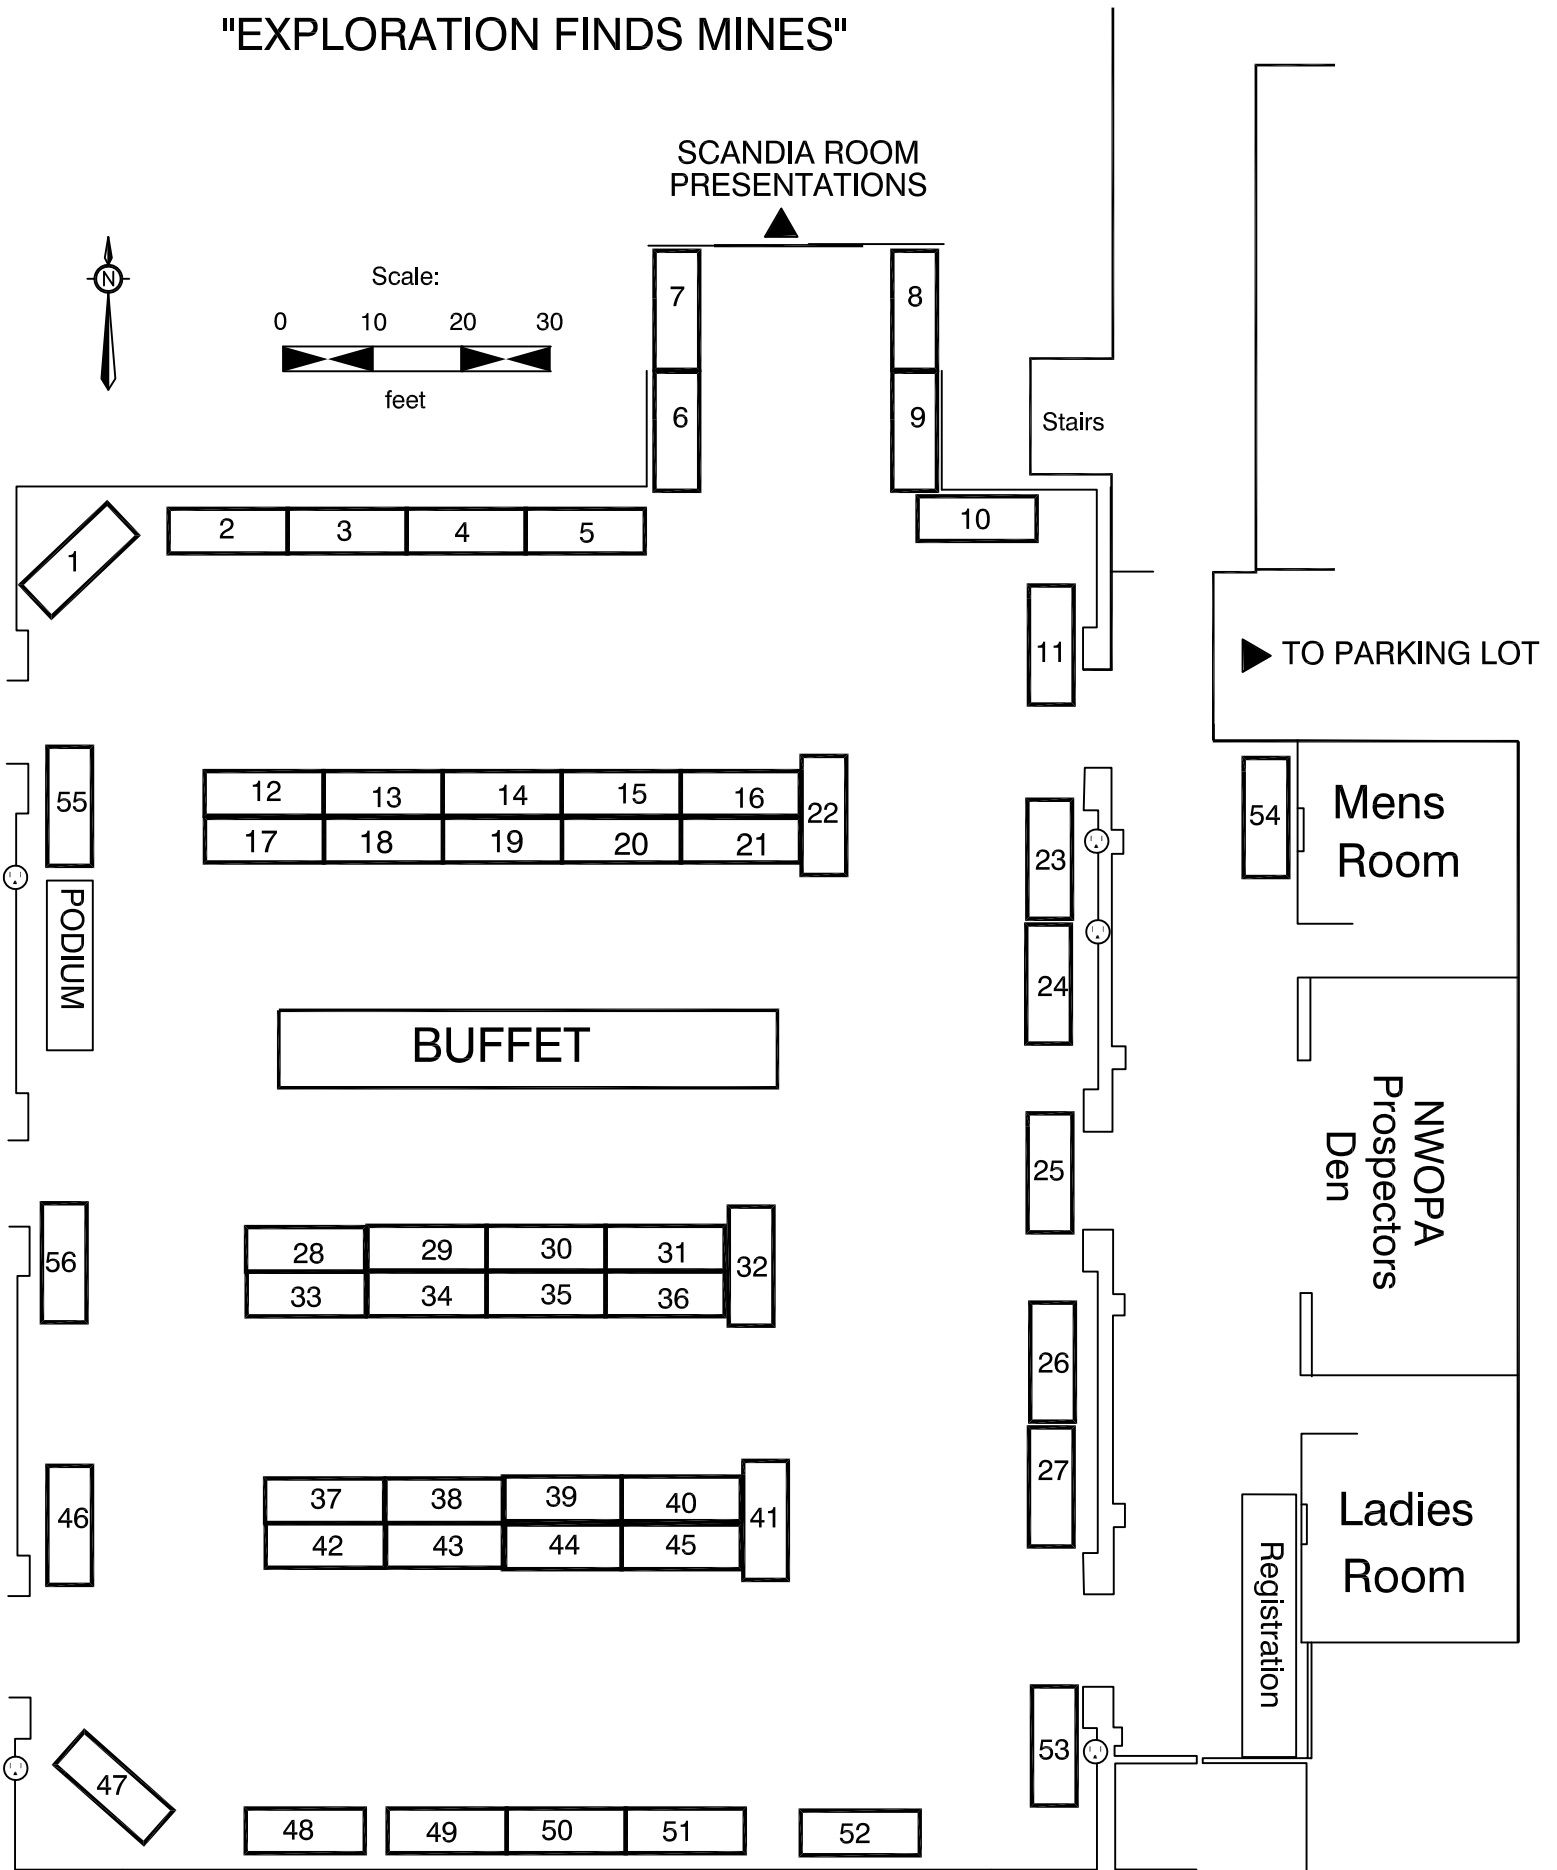 "EXPLORATION FINDS MINES"
SCANDIA ROOM
PRESENTATIONS
N
Scale:
0 10 20 30
feet
7
8
6
9
Stairs
1
2 3 4 5
10
11
TO PARKING LOT
55
12 13 14 15 16
17 18 19 20 21
22
23
54
Mens
Room
PODIUM
24
BUFFET
25
NWOPA
Prospectors
Den
56
28 29 30 31
33 34 35 36
32
26
27
46
37 38 39 40
42 43 44 45
41
Ladies
Room
Registration
53
47
48 49 50 51 52